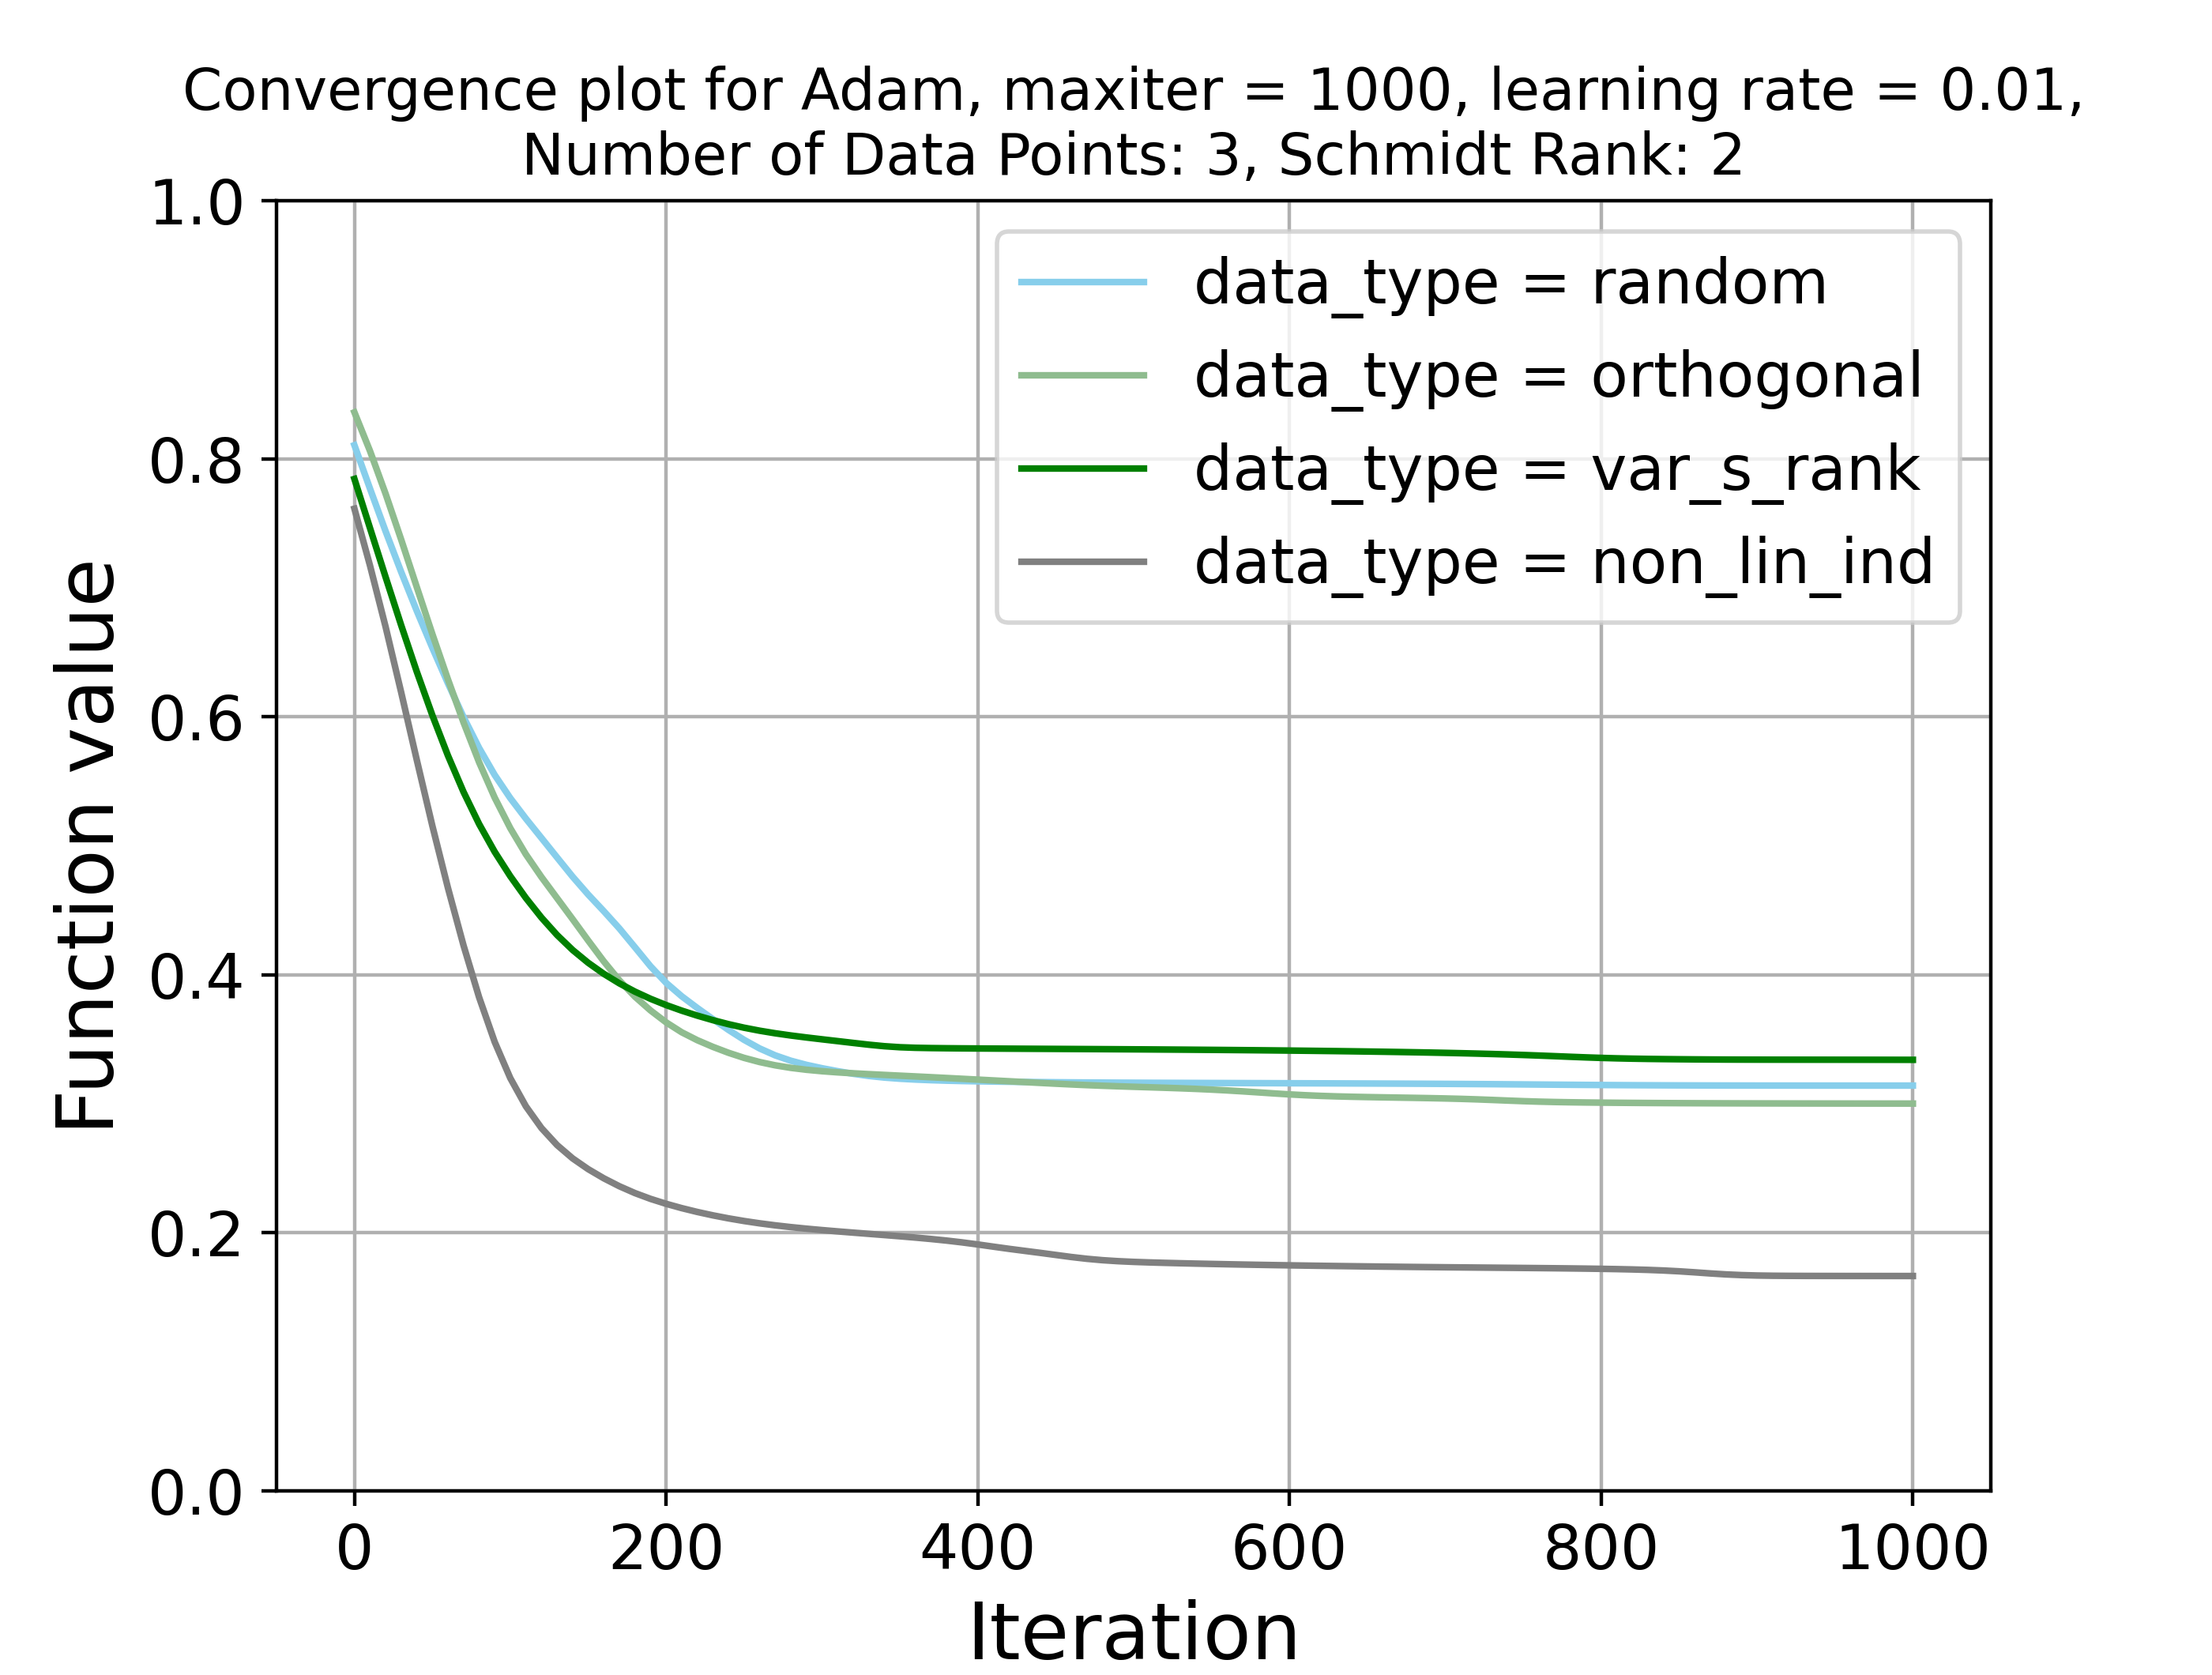 Convergence plot for Adam, maxiter = 1000, learning rate = 0.01,
Number of Data Points: 3, Schmidt Rank: 2
1.0
0.8
0.6
0.4
0.2
0.0
Function value
data_type = random
data_type = orthogonal
data_type = var_s_rank
data_type = non_lin_ind
0 200 400 600 800 1000
Iteration